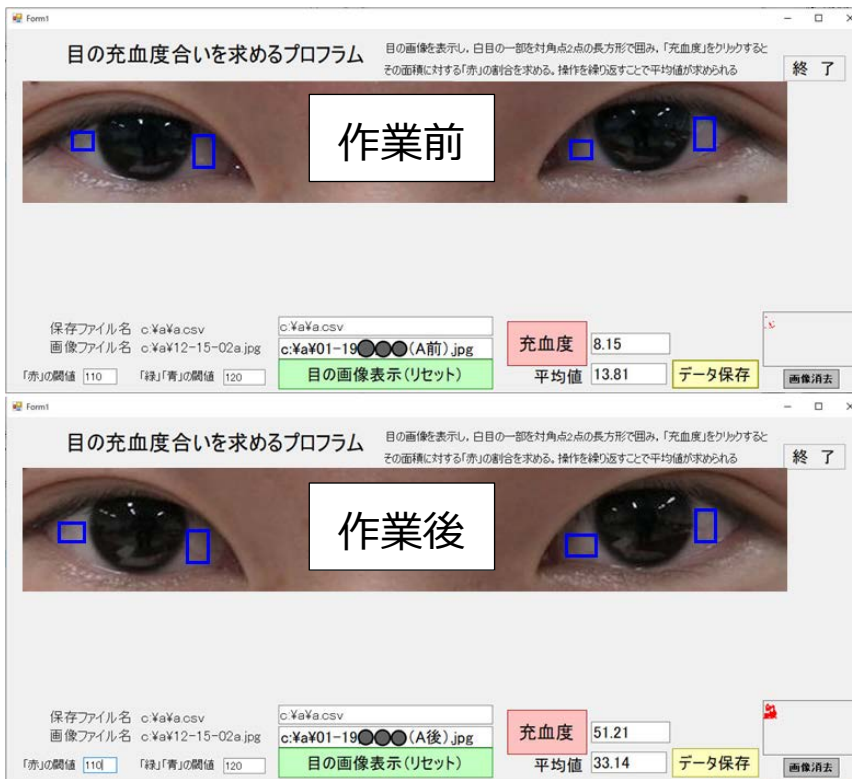 Form1
目の充血度合いを求めるプロフラム
目の画像を表示し，白目の一部を対角点2点の長方形で囲み，「充血度」をクリックすると
その面積に対する「赤」の割合を求める。操作を繰り返すことで平均値が求められる
終 了
作業前
保存ファイル名 c:¥a¥a.csv
c:¥a¥a.csv
画像ファイル名 c:¥a¥12-15-02a.jpg
c:¥a¥01-19●●●(A前).jpg
充血度 8.15
「赤」の閾値 110 「緑」「青」の閾値 120
目の画像表示(リセット)
平均値 13.81
データ保存
画像消去
Form1
目の充血度合いを求めるプロフラム
目の画像を表示し，白目の一部を対角点2点の長方形で囲み，「充血度」をクリックすると
その面積に対する「赤」の割合を求める。操作を繰り返すことで平均値が求められる
終 了
作業後
保存ファイル名 c:¥a¥a.csv
c:¥a¥a.csv
画像ファイル名 c:¥a¥12-15-02a.jpg
c:¥a¥01-19●●●(A後).jpg
充血度 51.21
「赤」の閾値 110 「緑」「青」の閾値 120
目の画像表示(リセット)
平均値 33.14
データ保存
画像消去